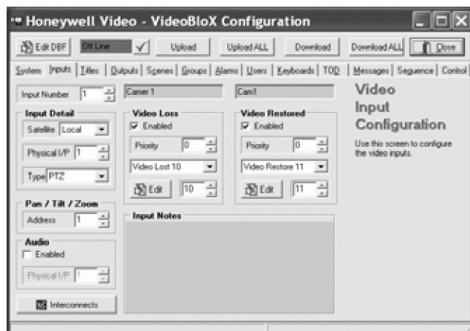 Honeywell Video - VideoBloX Configuration
Edit DBF Off Line Upload Upload ALL Download Download ALL Close
System Inputs Titles Outputs Scenes Groups Alarms Users Keyboards TOD Messages Sequence Control
Input Number 1 Camer 1 Cam1
Video
Input
Configuration
Use this screen to configure
the video inputs.
Input Detail
Satellite Local
Physical I/P 1
Type PTZ
Video Loss
Enabled
Priority 0
Video Lost 10
Edit 10
Video Restored
Enabled
Priority 0
Video Restore 11
Edit 11
Pan / Tilt / Zoom
Address 1
Audio
Enabled
Physical I/P 1
Interconnects
Input Notes